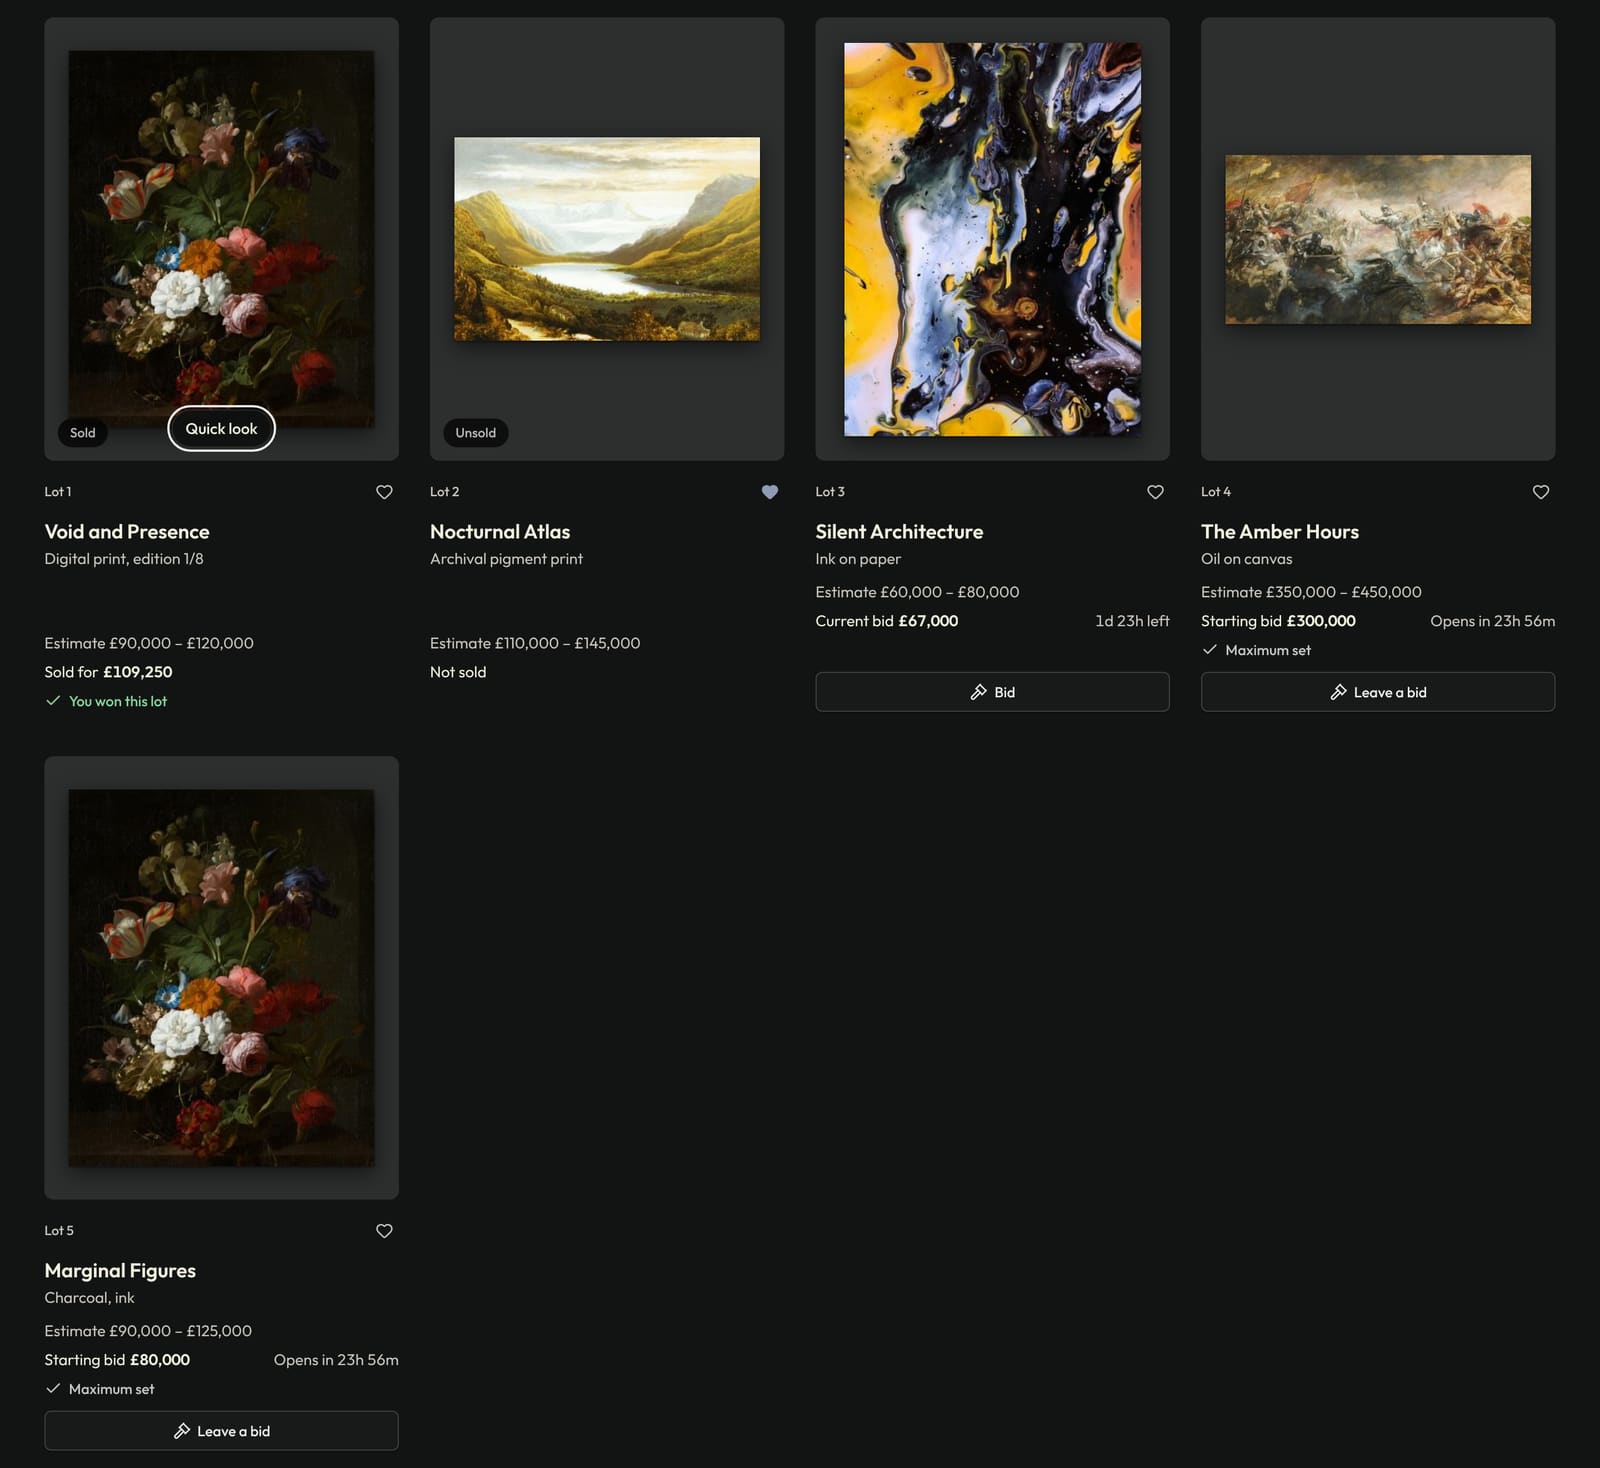 Sold
Quick look
Unsold
Lot 1
Void and Presence
Digital print, edition 1/8
Estimate £90,000 – £120,000
Sold for £109,250
You won this lot
Lot 2
Nocturnal Atlas
Archival pigment print
Estimate £110,000 – £145,000
Not sold
Lot 3
Silent Architecture
Ink on paper
Estimate £60,000 – £80,000
Current bid £67,000
1d 23h left
Bid
Lot 4
The Amber Hours
Oil on canvas
Estimate £350,000 – £450,000
Starting bid £300,000
Opens in 23h 56m
Maximum set
Leave a bid
Lot 5
Marginal Figures
Charcoal, ink
Estimate £90,000 – £125,000
Starting bid £80,000
Opens in 23h 56m
Maximum set
Leave a bid